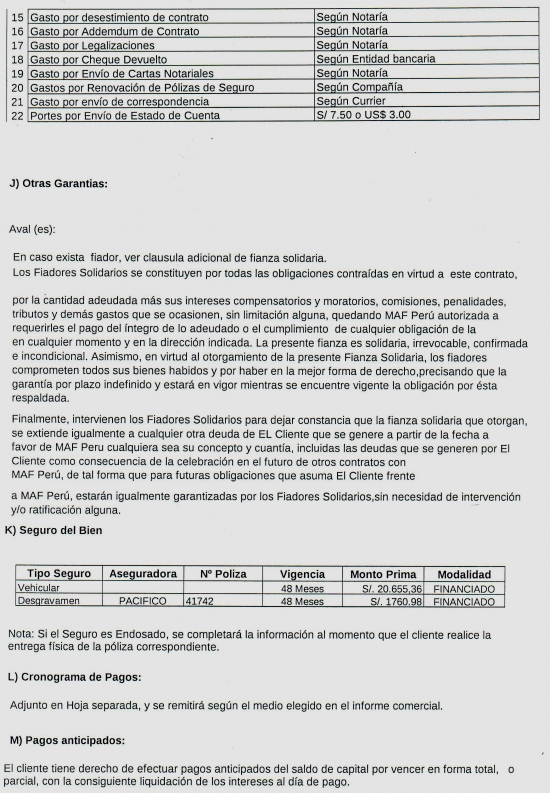 15 Gasto por desestimiento de contrato Según Notaría
16 Gasto por Addemdum de Contrato Según Notaría
17 Gasto por Legalizaciones Según Notaría
18 Gasto por Cheque Devuelto Según Entidad bancaria
19 Gasto por Envío de Cartas Notariales Según Notaría
20 Gastos por Renovación de Pólizas de Seguro Según Compañía
21 Gasto por envío de correspondencia Según Currier
22 Portes por Envío de Estado de Cuenta S/ 7.50 o US$ 3.00
J) Otras Garantias:
Aval (es):
En caso exista fiador, ver clausula adicional de fianza solidaria.
Los Fiadores Solidarios se constituyen por todas las obligaciones contraídas en virtud a este contrato,
por la cantidad adeudada más sus intereses compensatorios y moratorios, comisiones, penalidades,
tributos y demás gastos que se ocasionen, sin limitación alguna, quedando MAF Perú autorizada a
requerirles el pago del íntegro de lo adeudado o el cumplimiento de cualquier obligación de la
en cualquier momento y en la dirección indicada. La presente fianza es solidaria, irrevocable, confirmada
e incondicional. Asimismo, en virtud al otorgamiento de la presente Fianza Solidaria, los fiadores
comprometen todos sus bienes habidos y por haber en la mejor forma de derecho,precisando que la
garantía por plazo indefinido y estará en vigor mientras se encuentre vigente la obligación por ésta
respaldada.
Finalmente, intervienen los Fiadores Solidarios para dejar constancia que la fianza solidaria que otorgan,
se extiende igualmente a cualquier otra deuda de EL Cliente que se genere a partir de la fecha a
favor de MAF Peru cualquiera sea su concepto y cuantía, incluidas las deudas que se generen por El
Cliente como consecuencia de la celebración en el futuro de otros contratos con
MAF Perú, de tal forma que para futuras obligaciones que asuma El Cliente frente
a MAF Perú, estarán igualmente garantizadas por los Fiadores Solidarios,sin necesidad de intervención
y/o ratificación alguna.
K) Seguro del Bien
Tipo Seguro Aseguradora Nº Poliza Vigencia Monto Prima Modalidad
Vehicular 48 Meses S/. 20.655,36 FINANCIADO
Desgravamen PACIFICO 41742 48 Meses S/. 1760.98 FINANCIADO
Nota: Si el Seguro es Endosado, se completará la información al momento que el cliente realice la
entrega física de la póliza correspondiente.
L) Cronograma de Pagos:
Adjunto en Hoja separada, y se remitirá según el medio elegido en el informe comercial.
M) Pagos anticipados:
El cliente tiene derecho de efectuar pagos anticipados del saldo de capital por vencer en forma total, o
parcial, con la consiguiente liquidación de los intereses al día de pago.